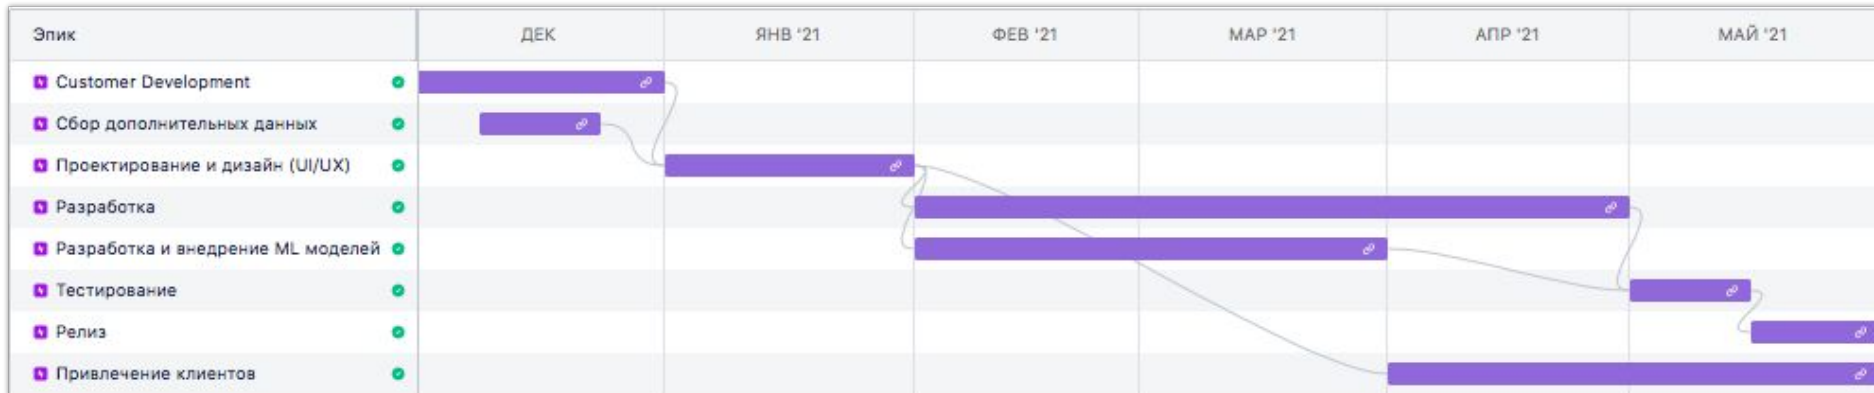 Эпик ДЕК ЯНВ '21 ФЕВ '21 МАР '21 АПР '21 МАЙ '21
Customer Development
Сбор дополнительных данных
Проектирование и дизайн (UI/UX)
Разработка
Разработка и внедрение ML моделей
Тестирование
Релиз
Привлечение клиентов